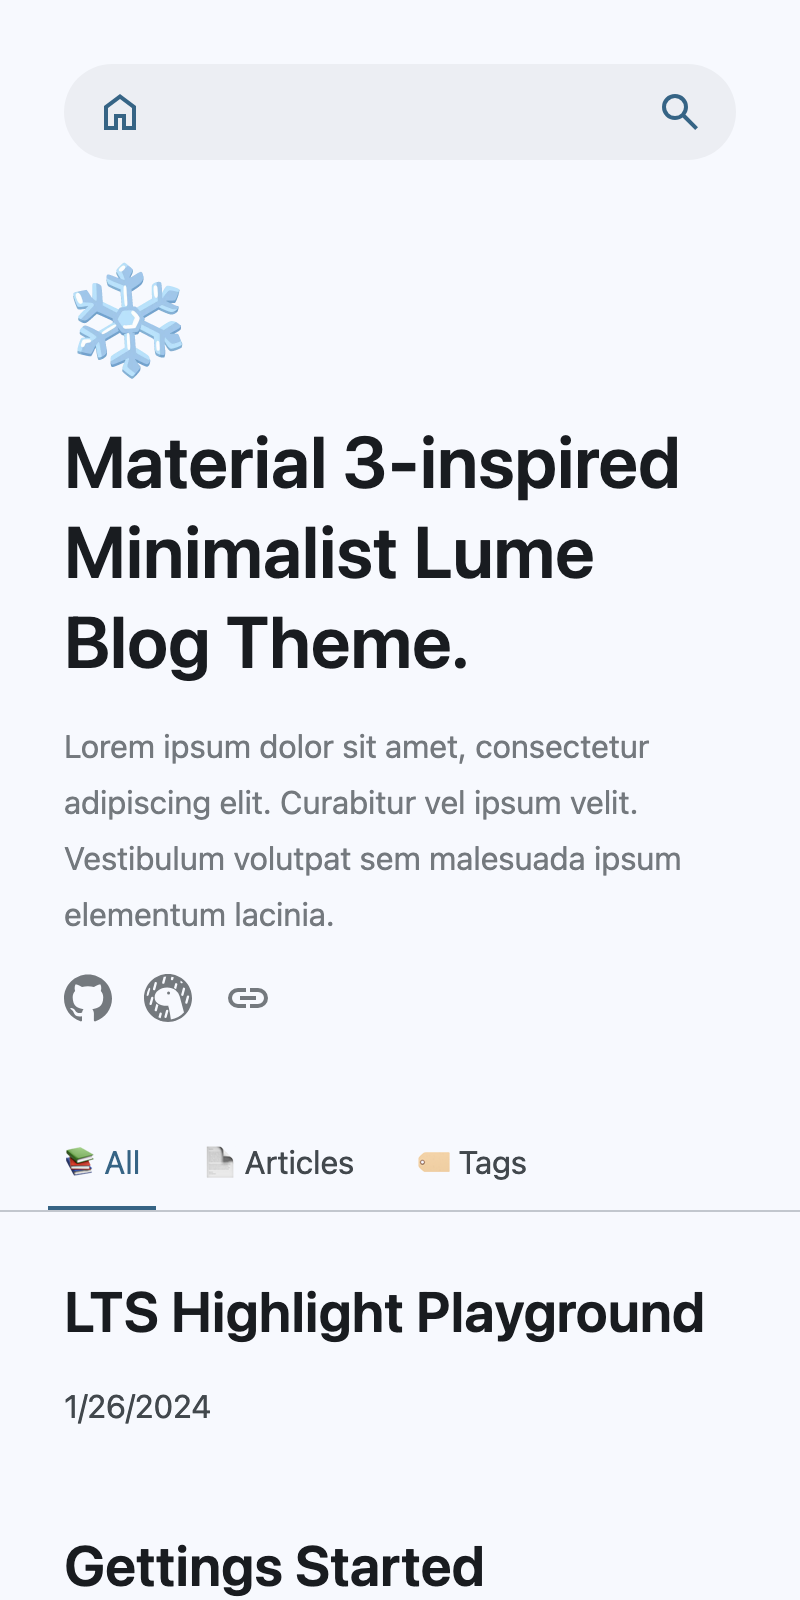 Material 3-inspired
Minimalist Lume
Blog Theme.
Lorem ipsum dolor sit amet, consectetur
adipiscing elit. Curabitur vel ipsum velit.
Vestibulum volutpat sem malesuada ipsum
elementum lacinia.
All Articles Tags
LTS Highlight Playground
1/26/2024
Gettings Started